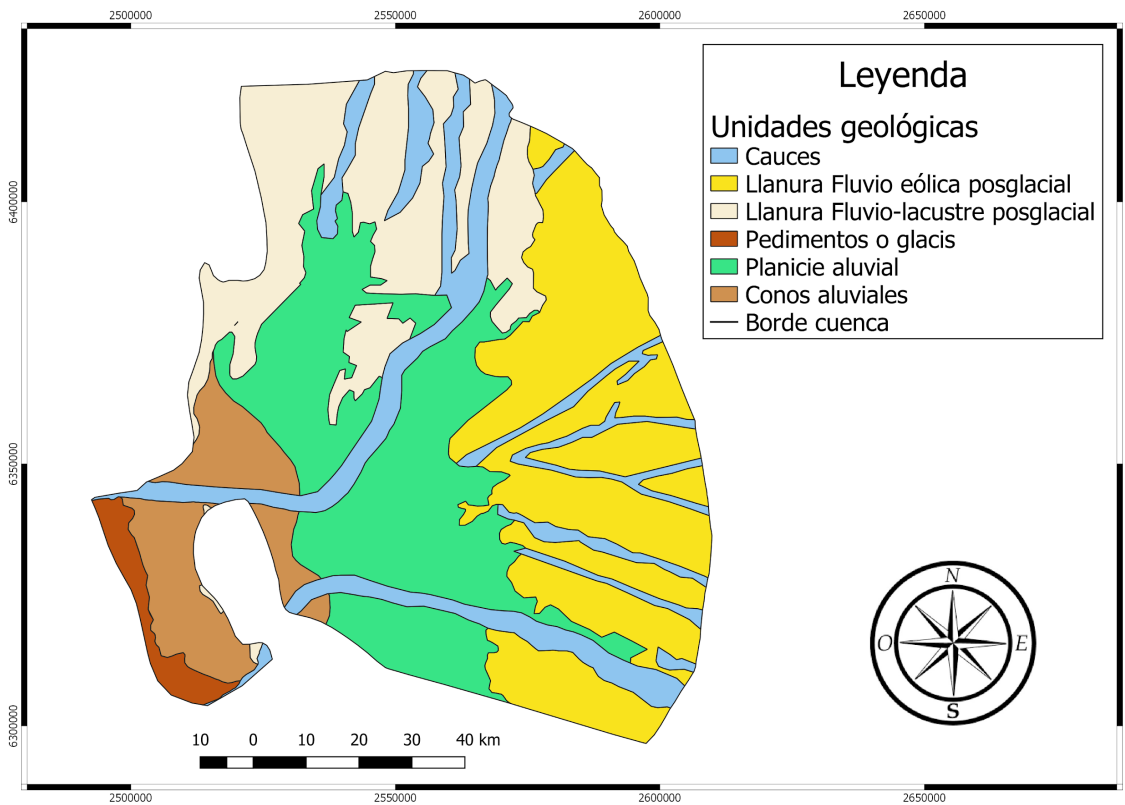 2500000
2550000
2600000
2650000
Leyenda
Unidades geológicas
Cauces
Llanura Fluvio eólica posglacial
Llanura Fluvio-lacustre posglacial
Pedimentos o glacis
Planicie aluvial
Conos aluviales
Borde cuenca
6400000
6350000
6300000
N
O
E
S
10 0 10 20 30 40 km
2500000
2550000
2600000
2650000